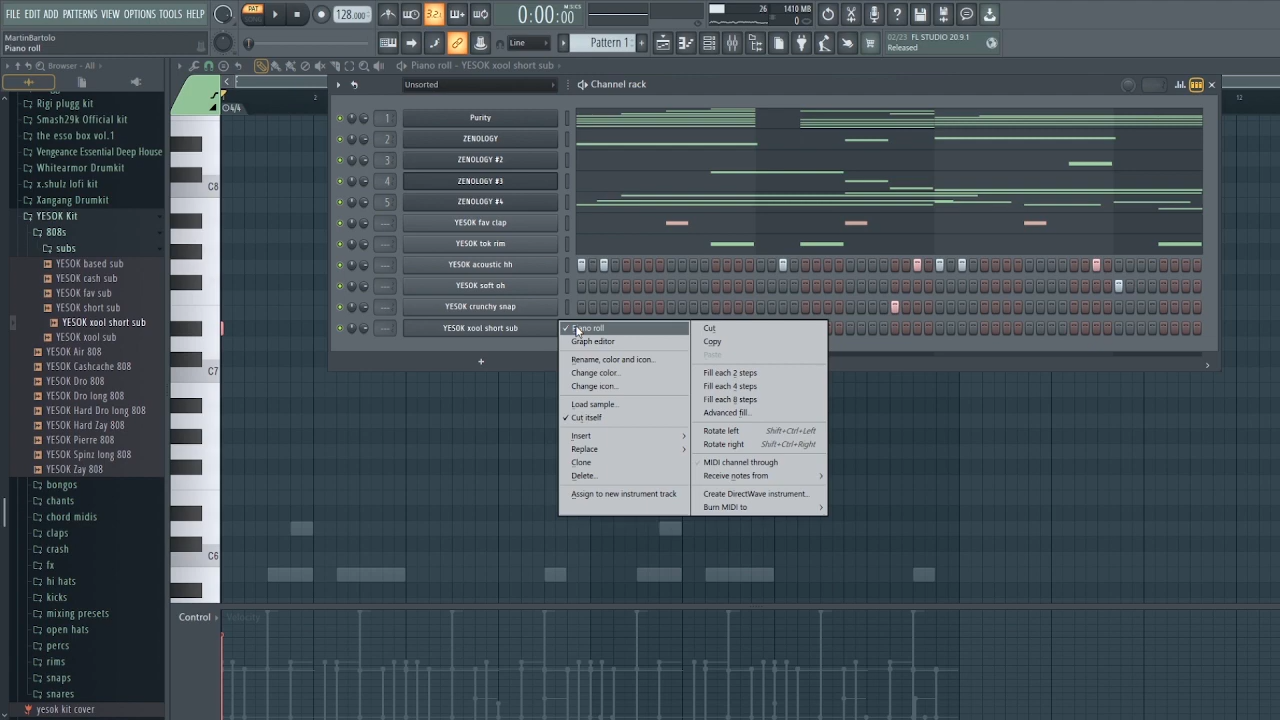 FILE EDIT ADD PATTERNS VIEW OPTIONS TOOLS HELP
MartinBartolo
Piano roll
PAT
SONG
128.000
3.2.
0:00:00
M:S:CS
26
1410 MB
0
Line
Pattern 1
02/23 FL STUDIO 20.9.1
Released
Browser - All
Piano roll - YESOK xool short sub
Rigi plugg kit
Smash29k Official kit
the esso box vol.1
Vengeance Essential Deep House
Whitearmor Drumkit
x.shulz lofi kit
Xangang Drumkit
YESOK Kit
808s
subs
YESOK based sub
YESOK cash sub
YESOK fav sub
YESOK short sub
YESOK xool short sub
YESOK xool sub
YESOK Air 808
YESOK Cashcache 808
YESOK Dro 808
YESOK Dro long 808
YESOK Hard Dro long 808
YESOK Hard Zay 808
YESOK Pierre 808
YESOK Spinz long 808
YESOK Zay 808
bongos
chants
chord midis
claps
crash
fx
hi hats
kicks
mixing presets
open hats
percs
rims
snaps
snares
yesok kit cover
4/4
2
12
C8
C7
C6
Control
Velocity
Unsorted
Channel rack
1 Purity
2 ZENOLOGY
3 ZENOLOGY #2
4 ZENOLOGY #3
5 ZENOLOGY #4
YESOK fav clap
YESOK tok rim
YESOK acoustic hh
YESOK soft oh
YESOK crunchy snap
YESOK xool short sub
+
Piano roll
Graph editor
Rename, color and icon...
Change color...
Change icon...
Load sample...
Cut itself
Insert
Replace
Clone
Delete...
Assign to new instrument track
Cut
Copy
Paste
Fill each 2 steps
Fill each 4 steps
Fill each 8 steps
Advanced fill...
Rotate left Shift+Ctrl+Left
Rotate right Shift+Ctrl+Right
MIDI channel through
Receive notes from
Create DirectWave instrument...
Burn MIDI to